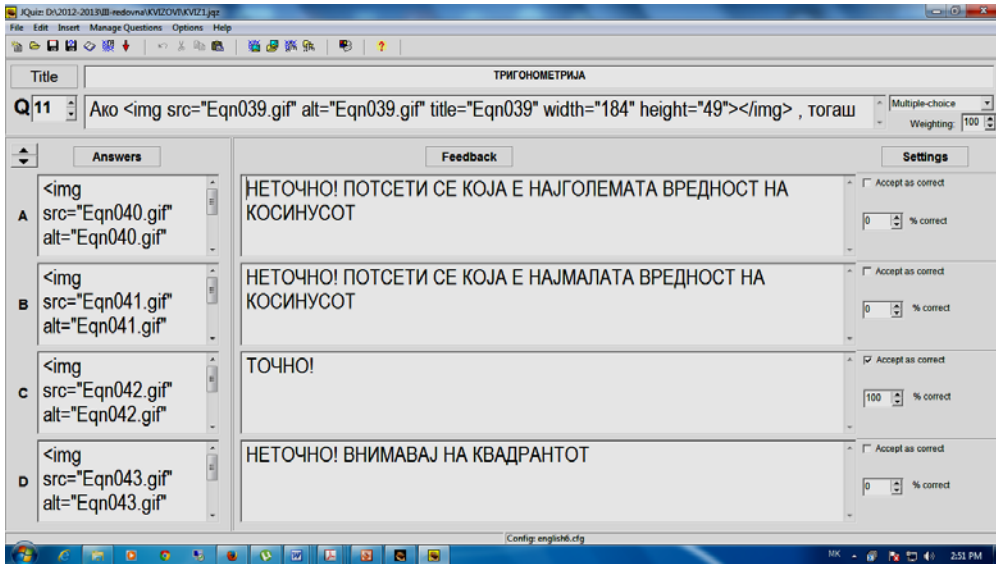 JQuiz: D:\2012-2013\III-redovna\KVIZOVI\KVIZ1.jqz
File Edit Insert Manage Questions Options Help
Title
ТРИГОНОМЕТРИЈА
Q 11
Ако <img src="Eqn039.gif" alt="Eqn039.gif" title="Eqn039" width="184" height="49"></img> , тогаш
Multiple-choice
Weighting: 100
Answers
Feedback
Settings
A
<img
src="Eqn040.gif"
alt="Eqn040.gif"
НЕТОЧНО! ПОТСЕТИ СЕ КОЈА Е НАЈГОЛЕМАТА ВРЕДНОСТ НА
КОСИНУСОТ
Accept as correct
0 % correct
B
<img
src="Eqn041.gif"
alt="Eqn041.gif"
НЕТОЧНО! ПОТСЕТИ СЕ КОЈА Е НАЈМАЛАТА ВРЕДНОСТ НА
КОСИНУСОТ
Accept as correct
0 % correct
C
<img
src="Eqn042.gif"
alt="Eqn042.gif"
ТОЧНО!
Accept as correct
100 % correct
D
<img
src="Eqn043.gif"
alt="Eqn043.gif"
НЕТОЧНО! ВНИМАВАЈ НА КВАДРАНТОТ
Accept as correct
0 % correct
Config: english6.cfg
MK
2:51 PM